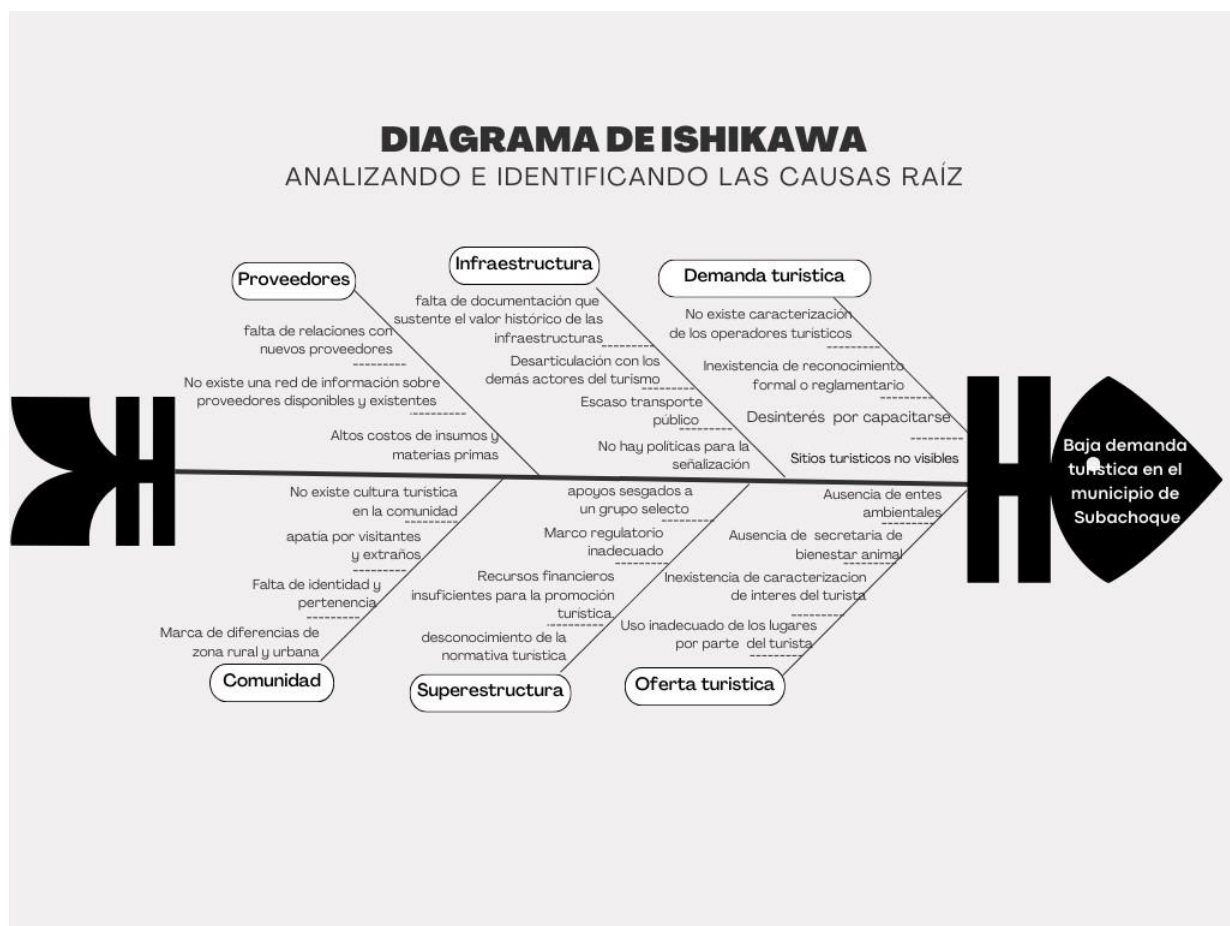 DIAGRAMA DE ISHIKAWA
ANALIZANDO E IDENTIFICANDO LAS CAUSAS RAÍZ
Proveedores
falta de relaciones con
nuevos proveedores
No existe una red de información sobre
proveedores disponibles y existentes
Altos costos de insumos y
materias primas
Infraestructura
falta de documentación que
sustente el valor histórico de las
infraestructuras
Desarticulación con los
demás actores del turismo
Escaso transporte
público
No hay políticas para la
señalización
Demanda turistica
No existe caracterización
de los operadores turísticos
Inexistencia de reconocimiento
formal o reglamentario
Desinterés por capacitarse
Sitios turisticos no visibles
Baja demanda
turística en el
municipio de
Subachoque
No existe cultura turística
en la comunidad
apatía por visitantes
y extraños
Falta de identidad y
pertenencia
Marca de diferencias de
zona rural y urbana
Comunidad
apoyos sesgados a
un grupo selecto
Marco regulatorio
inadecuado
Recursos financieros
insuficientes para la promoción
turística.
desconocimiento de la
normativa turística
Superestructura
Ausencia de entes
ambientales
Ausencia de secretaria de
bienestar animal
Inexistencia de caracterizacion
de interes del turista
Uso inadecuado de los lugares
por parte del turista
Oferta turistica